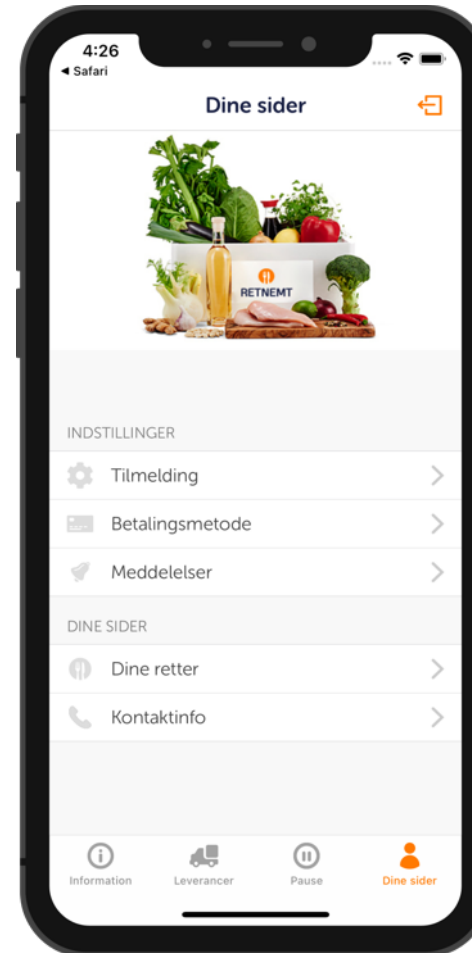 4:26
◀ Safari
Dine sider
RETNEMT
INDSTILLINGER
Tilmelding
Betalingsmetode
Meddelelser
DINE SIDER
Dine retter
Kontaktinfo
Information
Leverancer
Pause
Dine sider